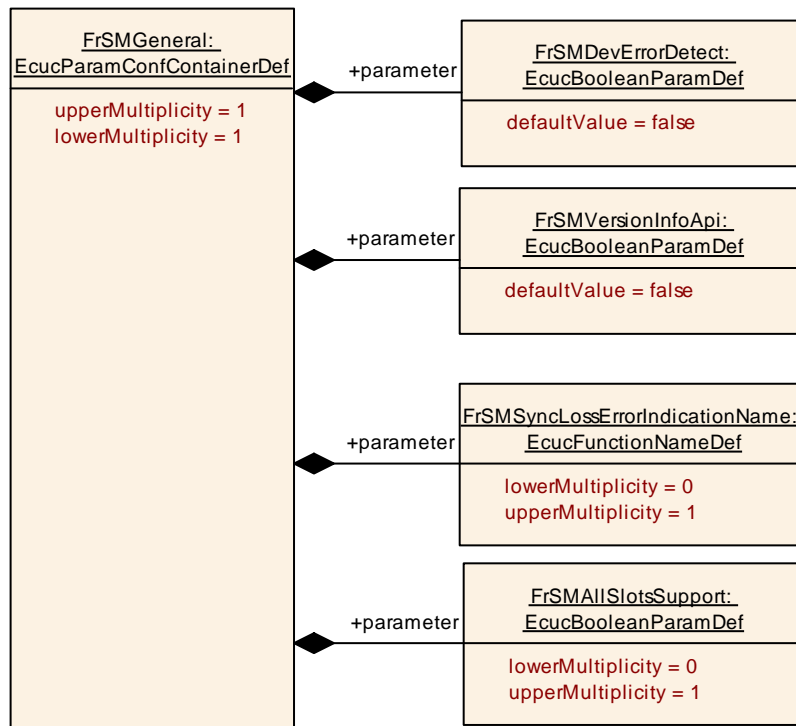 FrSMGeneral:
EcucParamConfContainerDef
upperMultiplicity = 1
lowerMultiplicity = 1
+parameter
FrSMDevErrorDetect:
EcucBooleanParamDef
defaultValue = false
+parameter
FrSMVersionInfoApi:
EcucBooleanParamDef
defaultValue = false
+parameter
FrSMSyncLossErrorIndicationName:
EcucFunctionNameDef
lowerMultiplicity = 0
upperMultiplicity = 1
+parameter
FrSMAllSlotsSupport:
EcucBooleanParamDef
lowerMultiplicity = 0
upperMultiplicity = 1